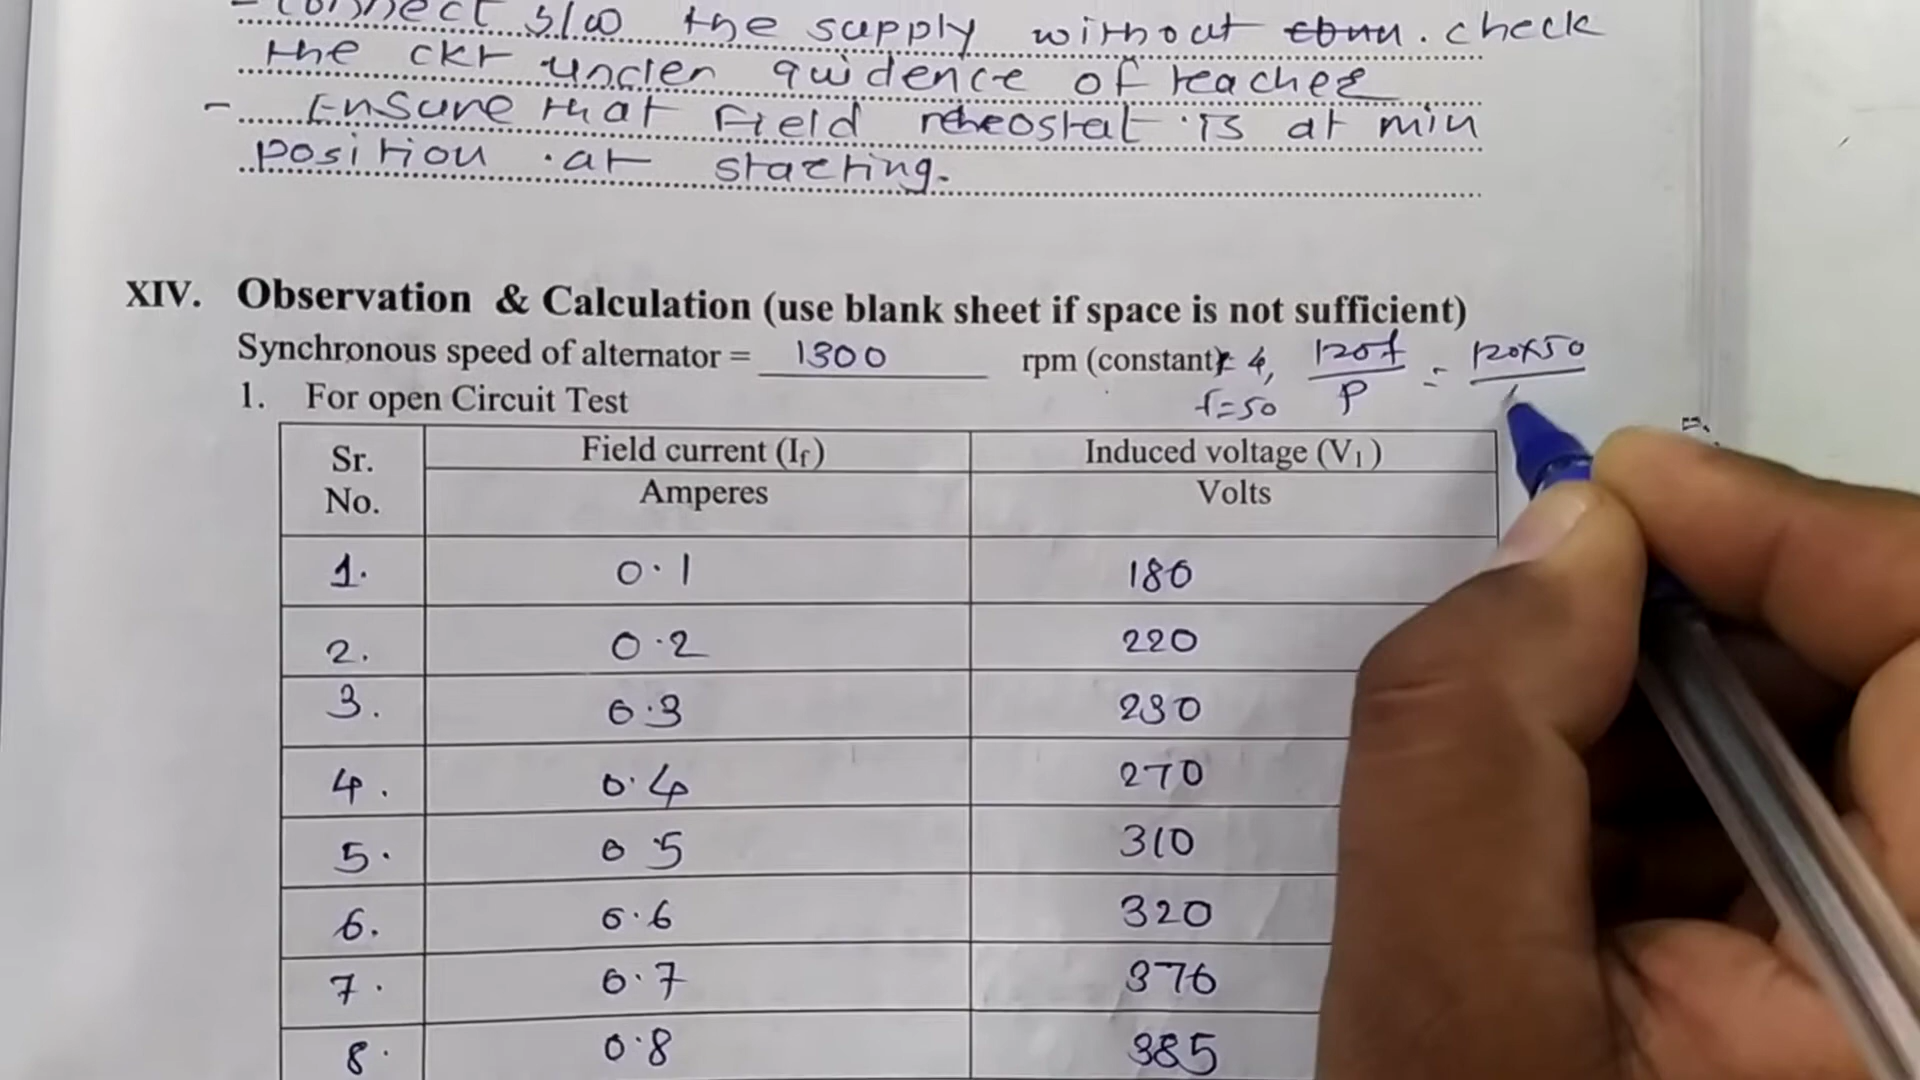 - connect s/w the supply without conn. check
the ckt under guidence of teacher
- Ensure that field rheostat is at min
position at starting.
XIV. Observation & Calculation (use blank sheet if space is not sufficient)
Synchronous speed of alternator = 1300 rpm (constant) 4, 120f / P = 120x50
f=50
1. For open Circuit Test
Sr. No. Field current (If) Induced voltage (V1)
Amperes Volts
1. 0.1 180
2. 0.2 220
3. 0.3 230
4. 0.4 270
5. 0.5 310
6. 0.6 320
7. 0.7 376
8. 0.8 385